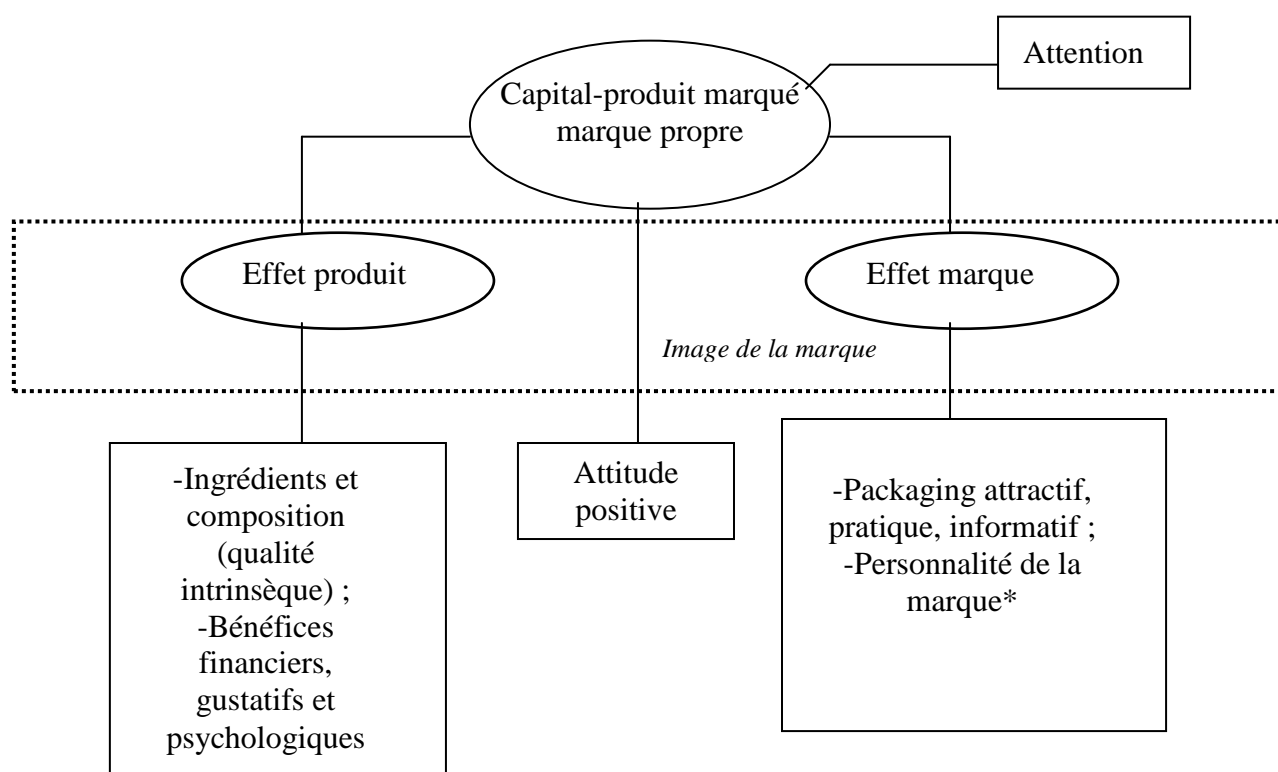 Attention
Capital-produit marqué
marque propre
Effet produit
Effet marque
Image de la marque
-Ingrédients et
composition
(qualité
intrinsèque) ;
-Bénéfices
financiers,
gustatifs et
psychologiques
Attitude
positive
-Packaging attractif,
pratique, informatif ;
-Personnalité de la
marque*